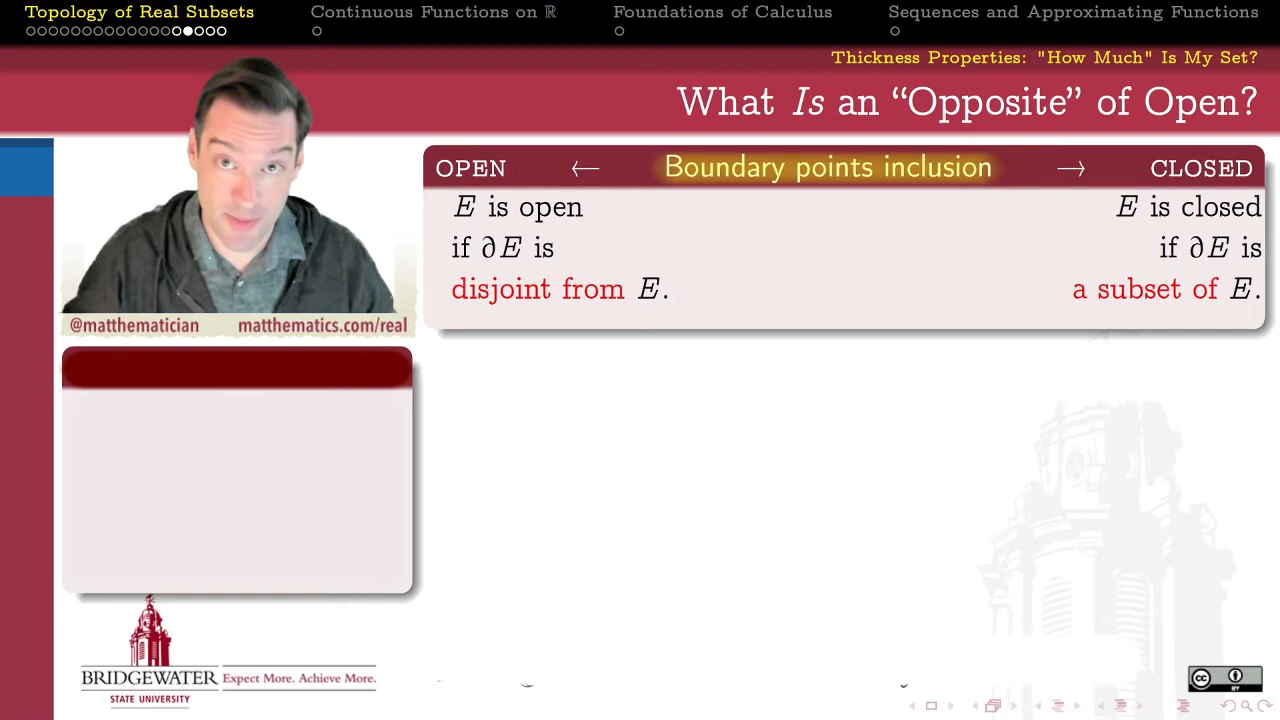 Topology of Real Subsets
Continuous Functions on ℝ
Foundations of Calculus
Sequences and Approximating Functions
Thickness Properties: "How Much" Is My Set?
What Is an “Opposite” of Open?
OPEN ← Boundary points inclusion → CLOSED
E is open
if ∂E is
disjoint from E.
E is closed
if ∂E is
a subset of E.
@matthematician matthematics.com/real
BRIDGEWATER
STATE UNIVERSITY
Expect More. Achieve More.
cc
BY